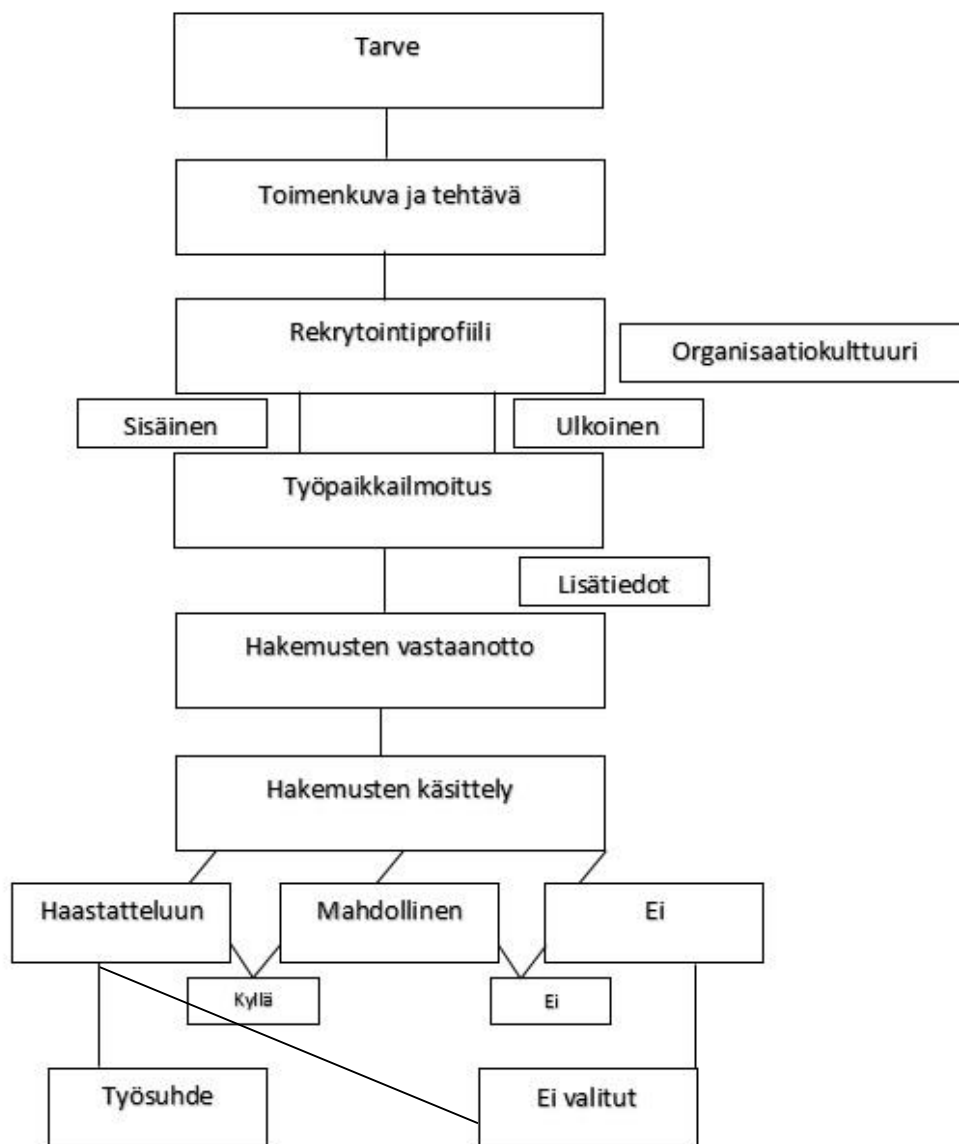 Tarve
Toimenkuva ja tehtävä
Rekrytointiprofiili
Organisaatiokulttuuri
Sisäinen
Ulkoinen
Työpaikkailmoitus
Lisätiedot
Hakemusten vastaanotto
Hakemusten käsittely
Haastatteluun
Mahdollinen
Ei
Kyllä
Ei
Työsuhde
Ei valitut